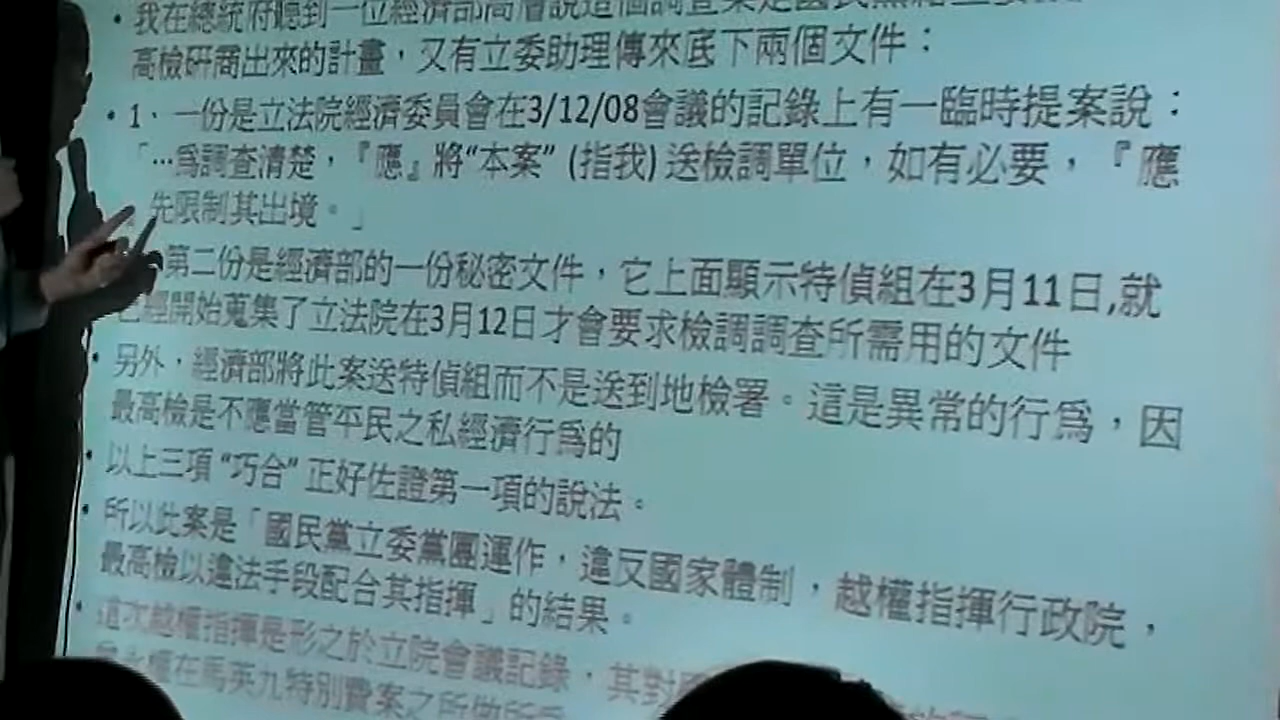 • 我在總統府聽到一位經濟部高層說這個調查案是國民黨
高檢研商出來的計畫，又有立委助理傳來底下兩個文件：
• 1、一份是立法院經濟委員會在3/12/08會議的記錄上有一臨時提案說：
「…為調查清楚，『應』將“本案” (指我) 送檢調單位，如有必要，『應
先限制其出境。」
第二份是經濟部的一份秘密文件，它上面顯示特偵組在3月11日,就
已經開始蒐集了立法院在3月12日才會要求檢調調查所需用的文件
• 另外，經濟部將此案送特偵組而不是送到地檢署。這是異常的行為，因
最高檢是不應當管平民之私經濟行為的
• 以上三項 “巧合” 正好佐證第一項的說法。
• 所以此案是「國民黨立委黨團運作，違反國家體制，越權指揮行政院，
最高檢以違法手段配合其指揮」的結果。
• 這次越權指揮是形之於立院會議記錄，其對
在馬英九特別費案之所做所為